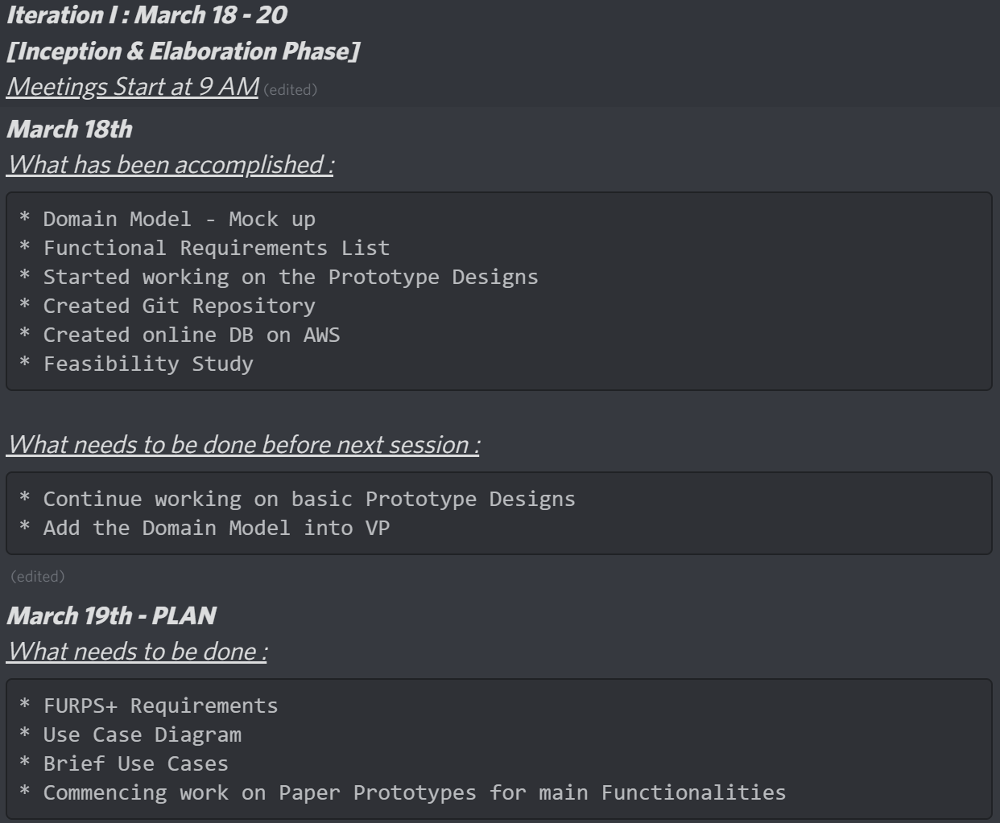 Iteration I : March 18 - 20
[Inception & Elaboration Phase]
Meetings Start at 9 AM (edited)
March 18th
What has been accomplished :
* Domain Model - Mock up
* Functional Requirements List
* Started working on the Prototype Designs
* Created Git Repository
* Created online DB on AWS
* Feasibility Study
What needs to be done before next session :
* Continue working on basic Prototype Designs
* Add the Domain Model into VP
(edited)
March 19th - PLAN
What needs to be done :
* FURPS+ Requirements
* Use Case Diagram
* Brief Use Cases
* Commencing work on Paper Prototypes for main Functionalities